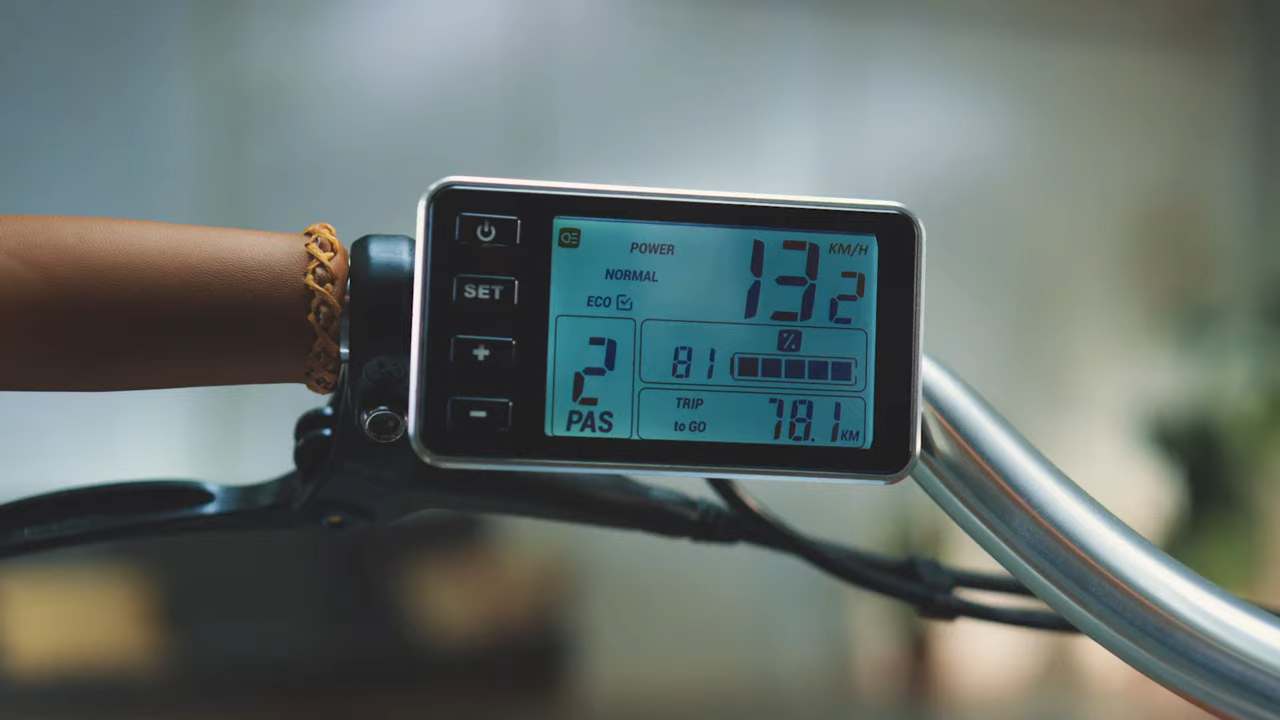 SET
+
-
POWER
NORMAL
ECO
13.2 KM/H
2
PAS
%
81
TRIP
to GO
78.1 KM